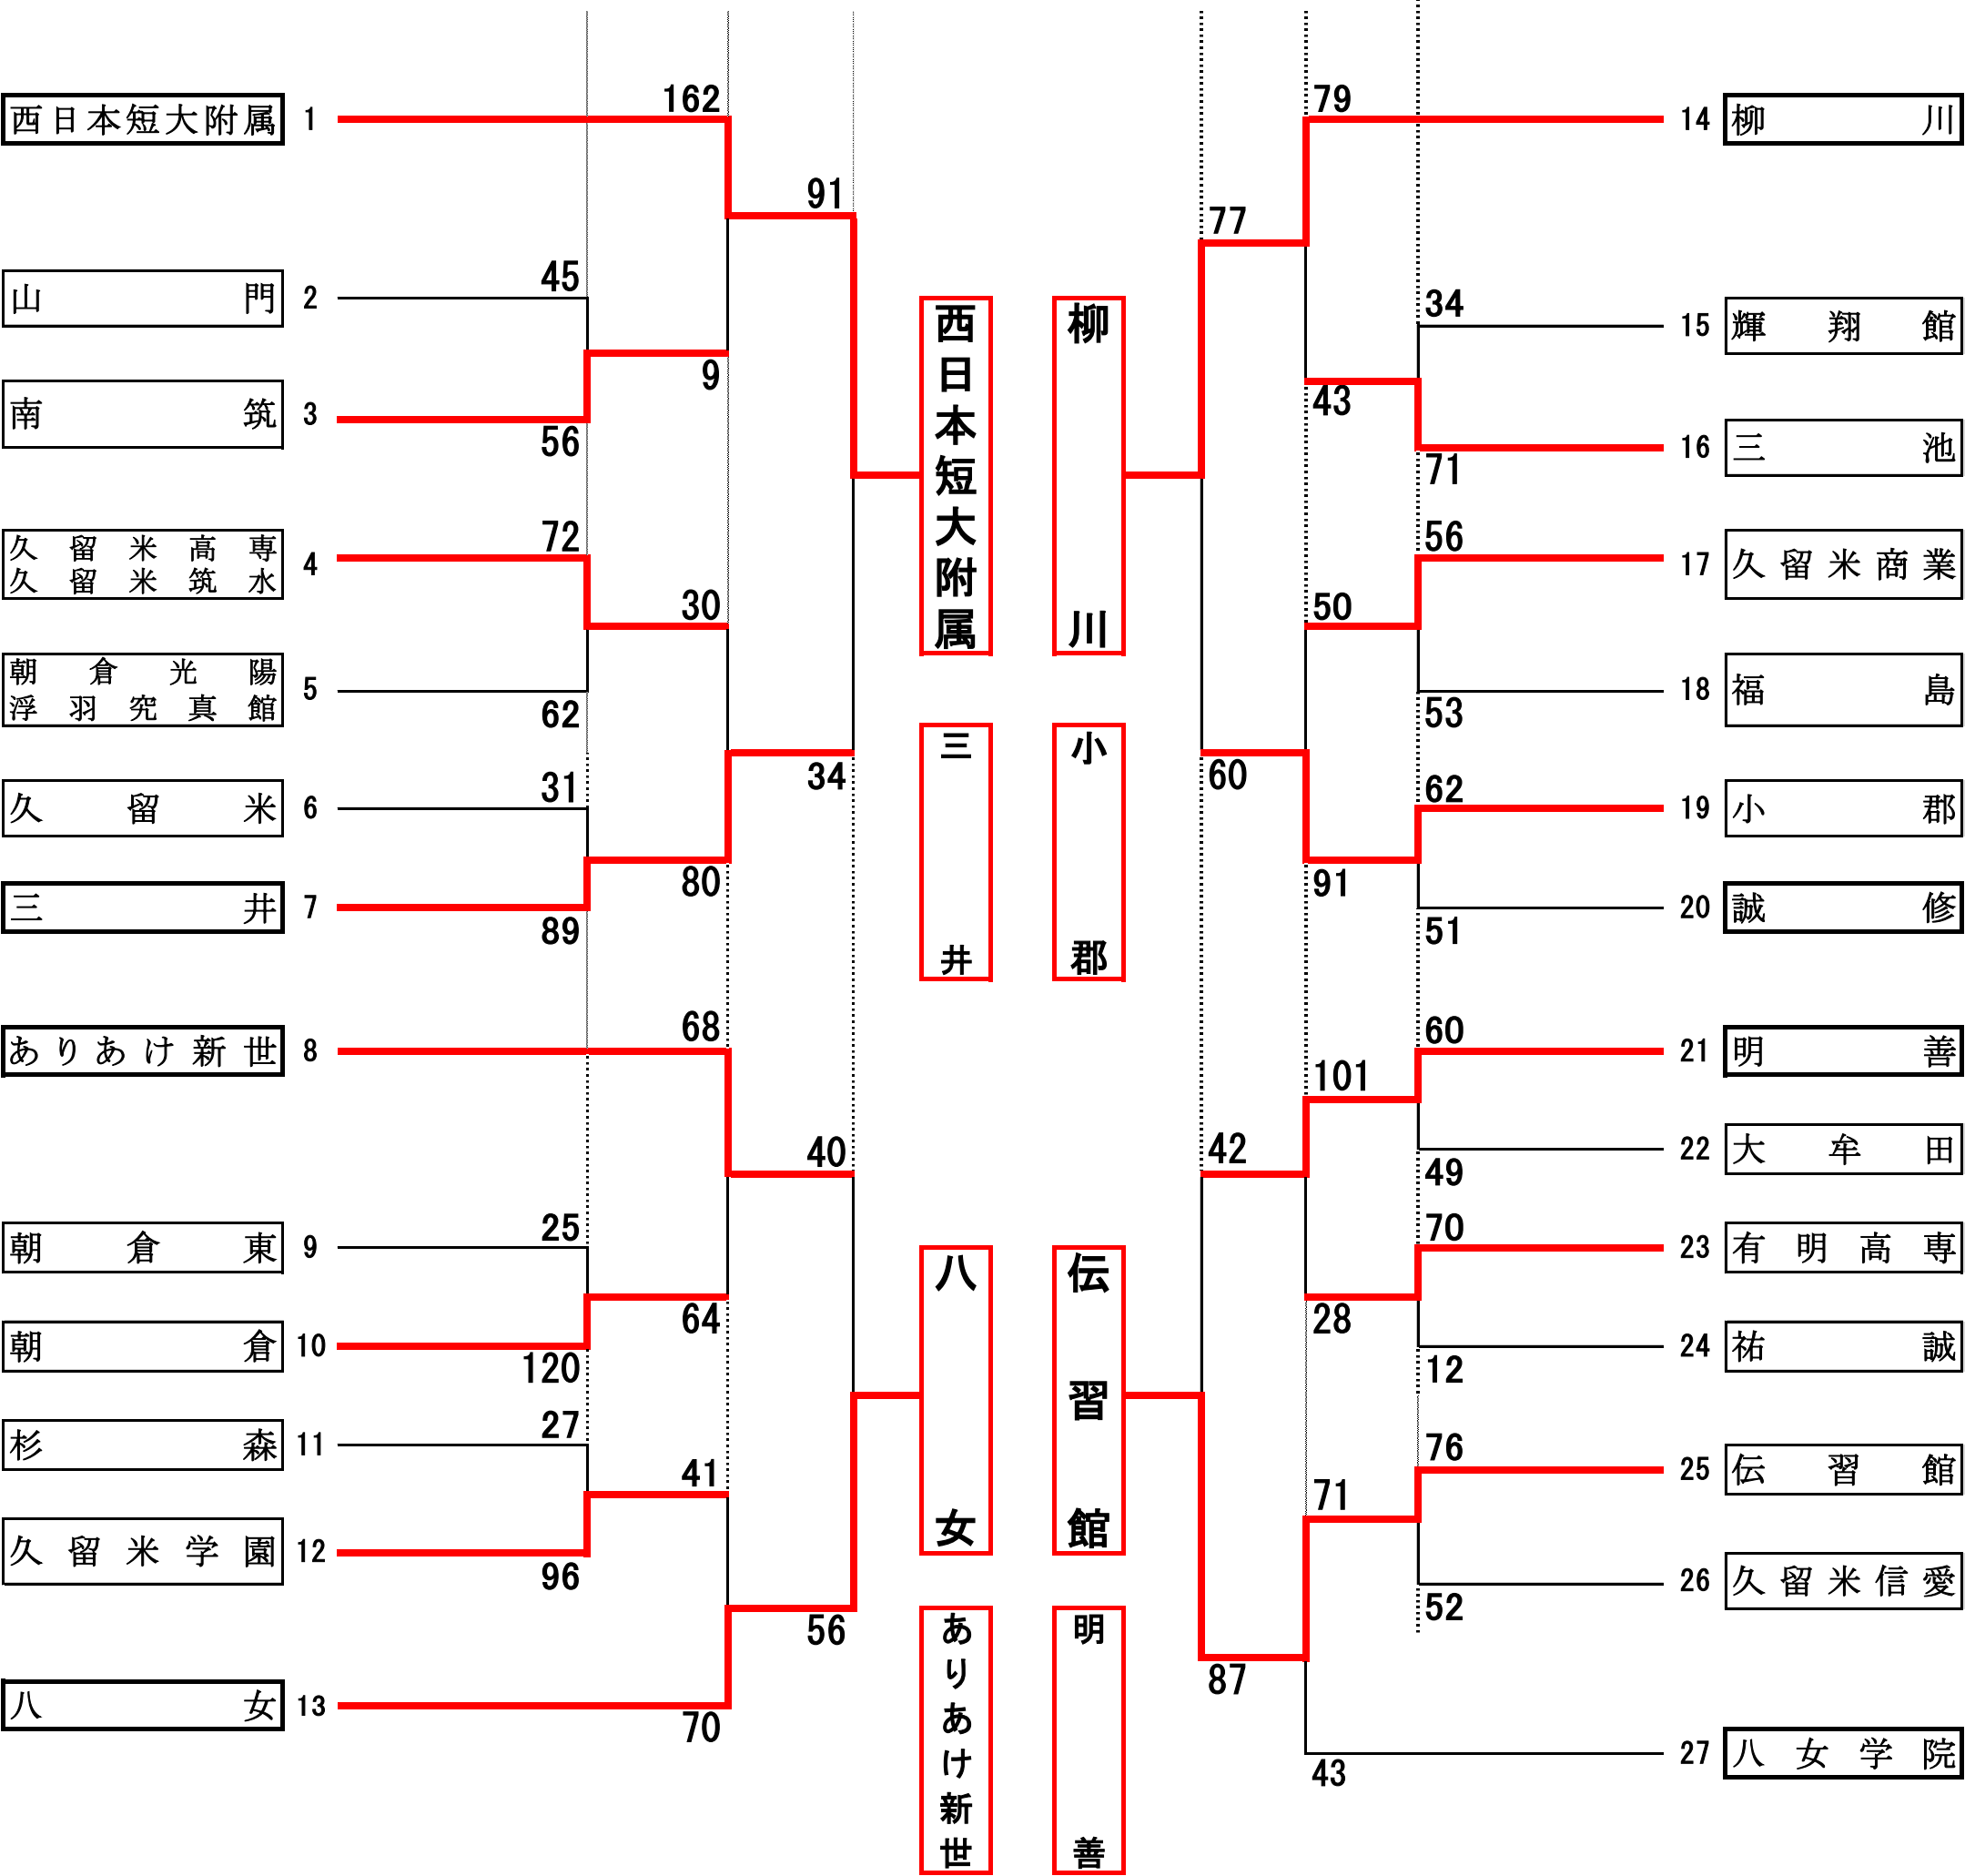 西日本短大附属 1
山門 2
南筑 3
久留米高専
久留米筑水 4
朝倉光陽
浮羽究真館 5
久留米 6
三井 7
ありあけ新世 8
朝倉東 9
朝倉 10
杉森 11
久留米学園 12
八女 13
45
56
72
62
31
89
25
120
27
96
162
9
30
80
68
64
41
70
91
34
40
56
西日本短大附属
三井
八女
ありあけ新世
柳川
小郡
伝習館
明善
77
60
42
87
79
43
50
91
101
28
71
43
34
71
56
53
62
51
60
49
70
12
76
52
14 柳川
15 輝翔館
16 三池
17 久留米商業
18 福島
19 小郡
20 誠修
21 明善
22 大牟田
23 有明高専
24 祐誠
25 伝習館
26 久留米信愛
27 八女学院